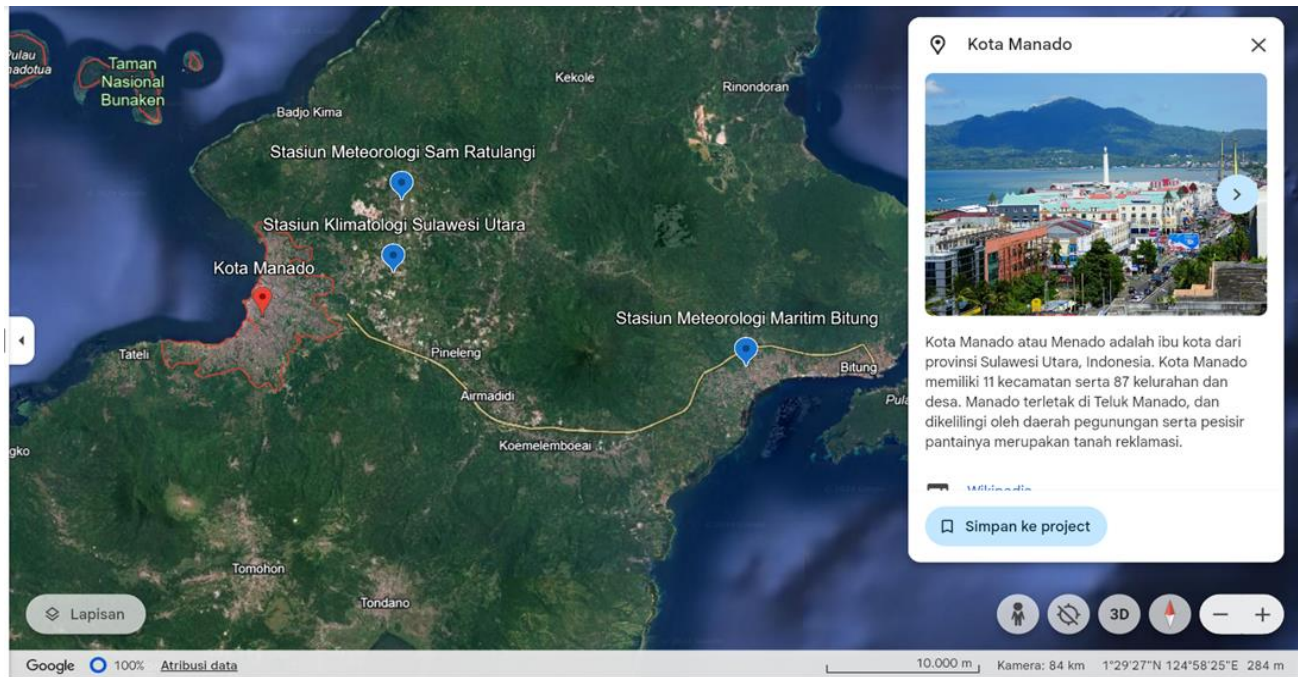 Pulau
nadotua
Taman
Nasional
Bunaken
Kekole
Rinondoran
Badjo Kima
Stasiun Meteorologi Sam Ratulangi
Stasiun Klimatologi Sulawesi Utara
Kota Manado
Stasiun Meteorologi Maritim Bitung
Tateli
Pineleng
Bitung
Airmadidi
Pula
Koemelemboeai
gko
Tomohon
Tondano
Lapisan
Kota Manado
Kota Manado atau Menado adalah ibu kota dari
provinsi Sulawesi Utara, Indonesia. Kota Manado
memiliki 11 kecamatan serta 87 kelurahan dan
desa. Manado terletak di Teluk Manado, dan
dikelilingi oleh daerah pegunungan serta pesisir
pantainya merupakan tanah reklamasi.
Wikipedia
Simpan ke project
3D
Google 100% Atribusi data 10.000 m Kamera: 84 km 1°29'27"N 124°58'25"E 284 m